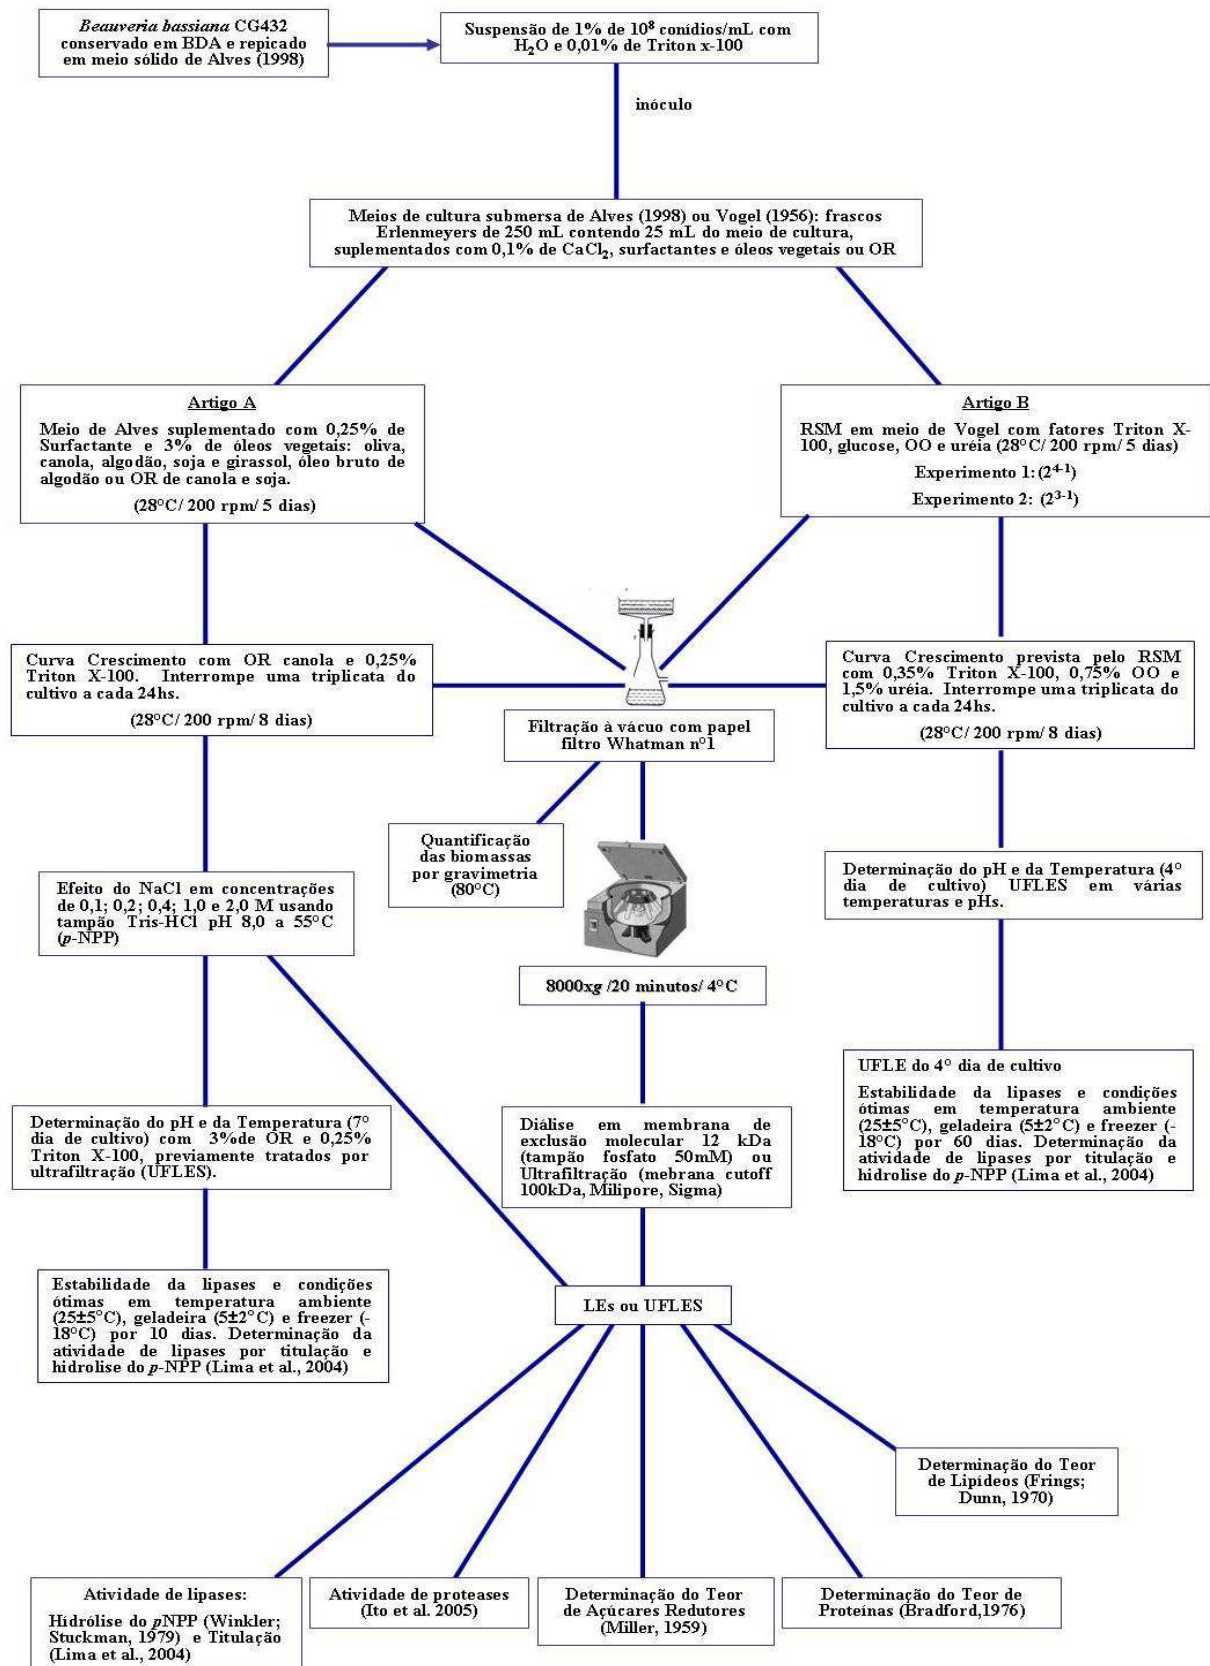 Beauveria bassiana CG432
conservado em BDA e repicado
em meio sólido de Alves (1998)
Suspensão de 1% de 10⁸ conídios/mL com
H₂O e 0,01% de Triton x-100
inóculo
Meios de cultura submersa de Alves (1998) ou Vogel (1956): frascos
Erlenmeyers de 250 mL contendo 25 mL do meio de cultura,
suplementados com 0,1% de CaCl₂, surfactantes e óleos vegetais ou OR
Artigo A
Meio de Alves suplementado com 0,25% de
Surfactante e 3% de óleos vegetais: oliva,
canola, algodão, soja e girassol, óleo bruto de
algodão ou OR de canola e soja.
(28°C/ 200 rpm/ 5 dias)
Artigo B
RSM em meio de Vogel com fatores Triton X-
100, glucose, OO e uréia (28°C/ 200 rpm/ 5 dias)
Experimento 1: (2⁴⁻¹)
Experimento 2: (2³⁻¹)
Curva Crescimento com OR canola e 0,25%
Triton X-100. Interrompe uma triplicata do
cultivo a cada 24hs.
(28°C/ 200 rpm/ 8 dias)
Filtração à vácuo com papel
filtro Whatman n°1
Curva Crescimento prevista pelo RSM
com 0,35% Triton X-100, 0,75% OO e
1,5% uréia. Interrompe uma triplicata do
cultivo a cada 24hs.
(28°C/ 200 rpm/ 8 dias)
Quantificação
das biomassas
por gravimetria
(80°C)
Efeito do NaCl em concentrações
de 0,1; 0,2; 0,4; 1,0 e 2,0 M usando
tampão Tris-HCl pH 8,0 a 55°C
(p-NPP)
Determinação do pH e da Temperatura (4°
dia de cultivo) UFLES em várias
temperaturas e pHs.
8000xg /20 minutos/ 4°C
UFLE do 4° dia de cultivo
Estabilidade da lipases e condições
ótimas em temperatura ambiente
(25±5°C), geladeira (5±2°C) e freezer (-
18°C) por 60 dias. Determinação da
atividade de lipases por titulação e
hidrolise do p-NPP (Lima et al., 2004)
Determinação do pH e da Temperatura (7°
dia de cultivo) com 3%de OR e 0,25%
Triton X-100, previamente tratados por
ultrafiltração (UFLES).
Diálise em membrana de
exclusão molecular 12 kDa
(tampão fosfato 50mM) ou
Ultrafiltração (mebrana cutoff
100kDa, Milipore, Sigma)
Estabilidade da lipases e condições
ótimas em temperatura ambiente
(25±5°C), geladeira (5±2°C) e freezer (-
18°C) por 10 dias. Determinação da
atividade de lipases por titulação e
hidrolise do p-NPP (Lima et al., 2004)
LEs ou UFLES
Determinação do Teor
de Lipídeos (Frings;
Dunn, 1970)
Atividade de lipases:
Hídrólise do pNPP (Winkler;
Stuckman, 1979) e Titulação
(Lima et al., 2004)
Atividade de proteases
(Ito et al. 2005)
Determinação do Teor
de Açúcares Redutores
(Miller, 1959)
Determinação do Teor de
Proteínas (Bradford,1976)